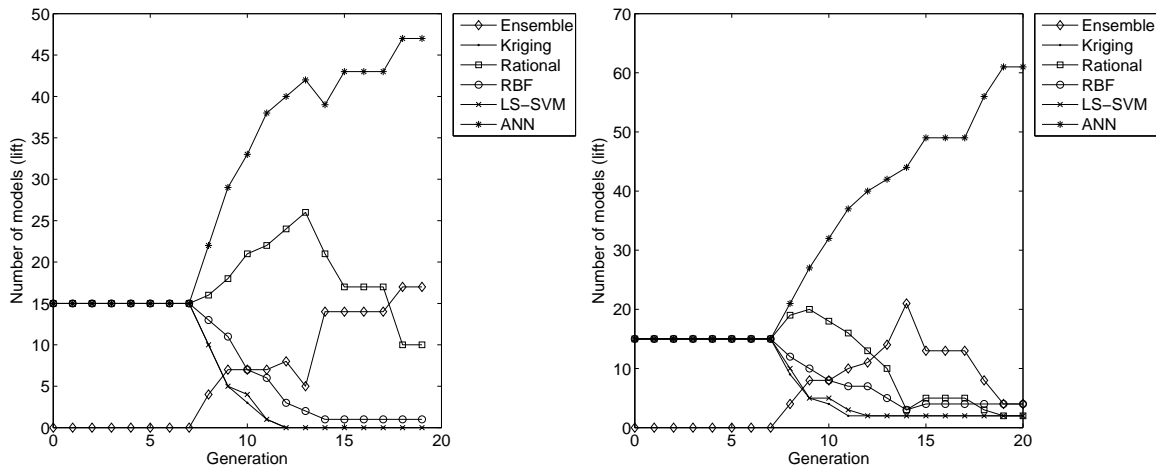 50
45
40
35
30
25
20
15
10
5
0
0 5 10 15 20
Number of models (lift)
Generation
Ensemble
Kriging
Rational
RBF
LS−SVM
ANN
70
60
50
40
30
20
10
0
0 5 10 15 20
Number of models (lift)
Generation
Ensemble
Kriging
Rational
RBF
LS−SVM
ANN